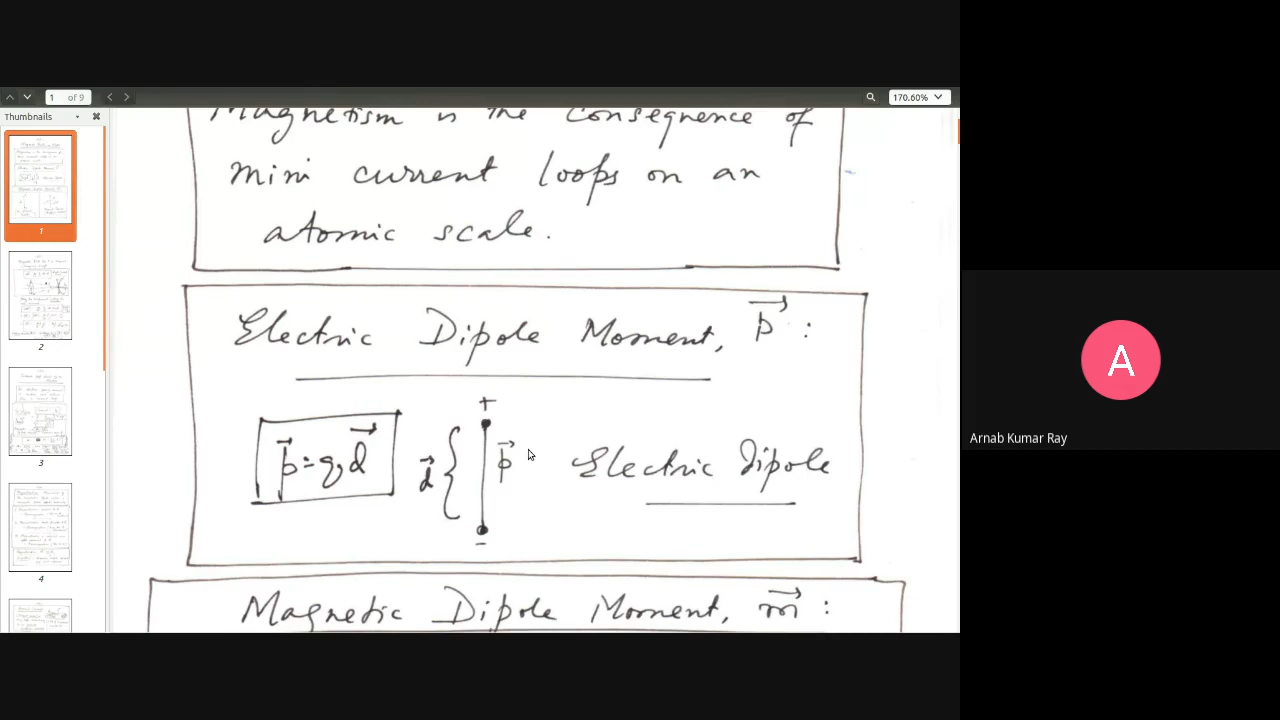 1 of 9
170.60%
Thumbnails
1
2
3
4
Magnetism is the consequence of
mini current loops on an
atomic scale.
Electric Dipole Moment, p⃗ :
p⃗ = q d⃗
d⃗ { p⃗
+
−
Electric Dipole
Magnetic Dipole Moment, m⃗ :
A
Arnab Kumar Ray